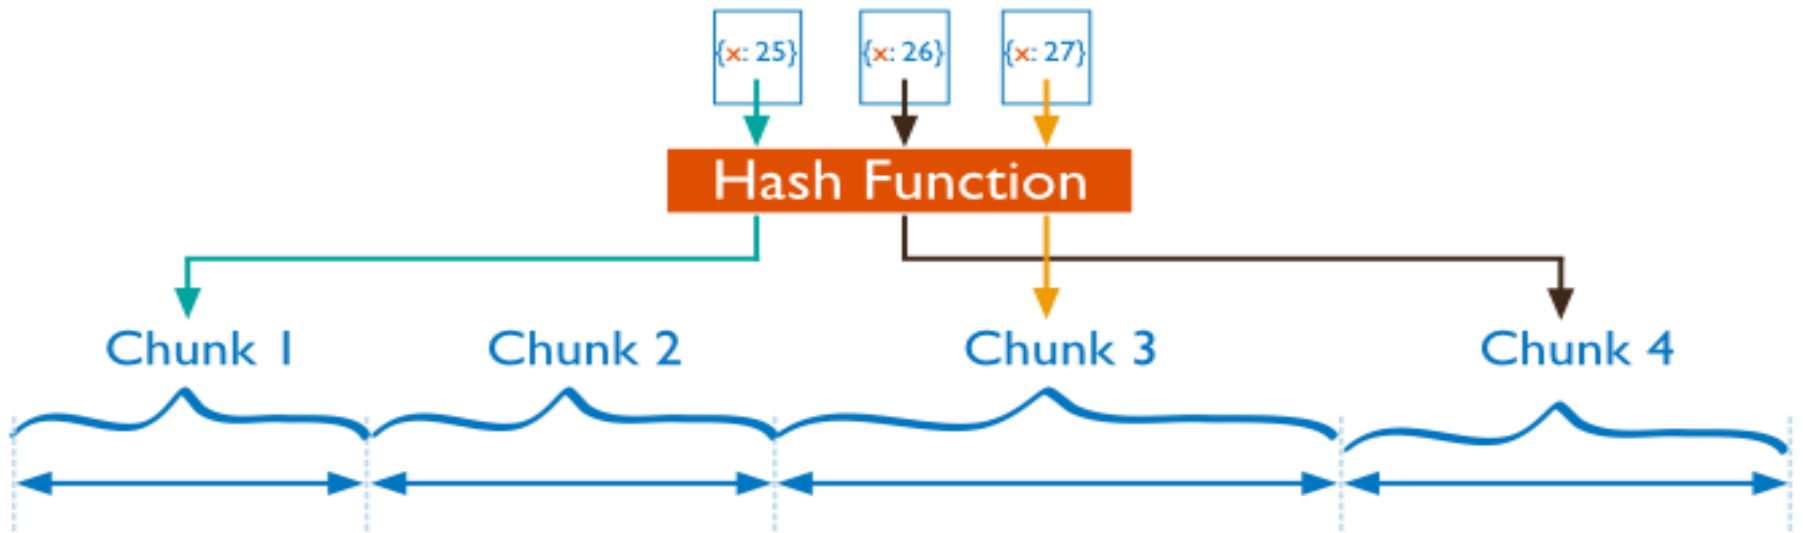 {x: 25} {x: 26} {x: 27}
Hash Function
Chunk 1 Chunk 2 Chunk 3 Chunk 4